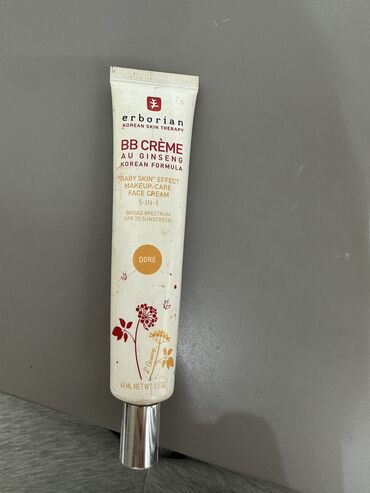 erborian
KOREAN SKIN THERAPY
BB CRÈME
AU GINSENG
KOREAN FORMULA
"BABY SKIN" EFFECT
MAKEUP-CARE
FACE CREAM
5-IN-1
BROAD SPECTRUM
SPF 20 SUNSCREEN
DORÉ
P. Ginseng
45 ML NET WT. 1.5 OZ